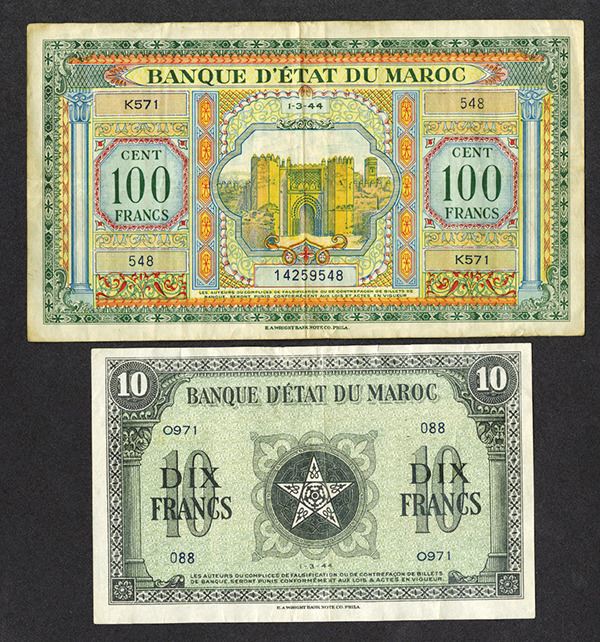 BANQUE D'ÉTAT DU MAROC
K571 1-3-44 548
CENT CENT
100 100
FRANCS FRANCS
548 14259548 K571
LES AUTEURS OU COMPLICES DE FALSIFICATION OU DE CONTREFAÇON DE BILLETS DE
BANQUE SERONT PUNIS CONFORMÉMENT AUX LOIS & ACTES EN VIGUEUR.
E.A.WRIGHT BANK NOTE CO. PHILA.
10 10
BANQUE D'ÉTAT DU MAROC
O971 088
10 10
DIX DIX
FRANCS FRANCS
088 1-3-44 O971
LES AUTEURS OU COMPLICES DE FALSIFICATION OU DE CONTREFAÇON DE BILLETS
DE BANQUE SERONT PUNIS CONFORMÉMENT AUX LOIS & ACTES EN VIGUEUR.
E.A.WRIGHT BANK NOTE CO. PHILA.